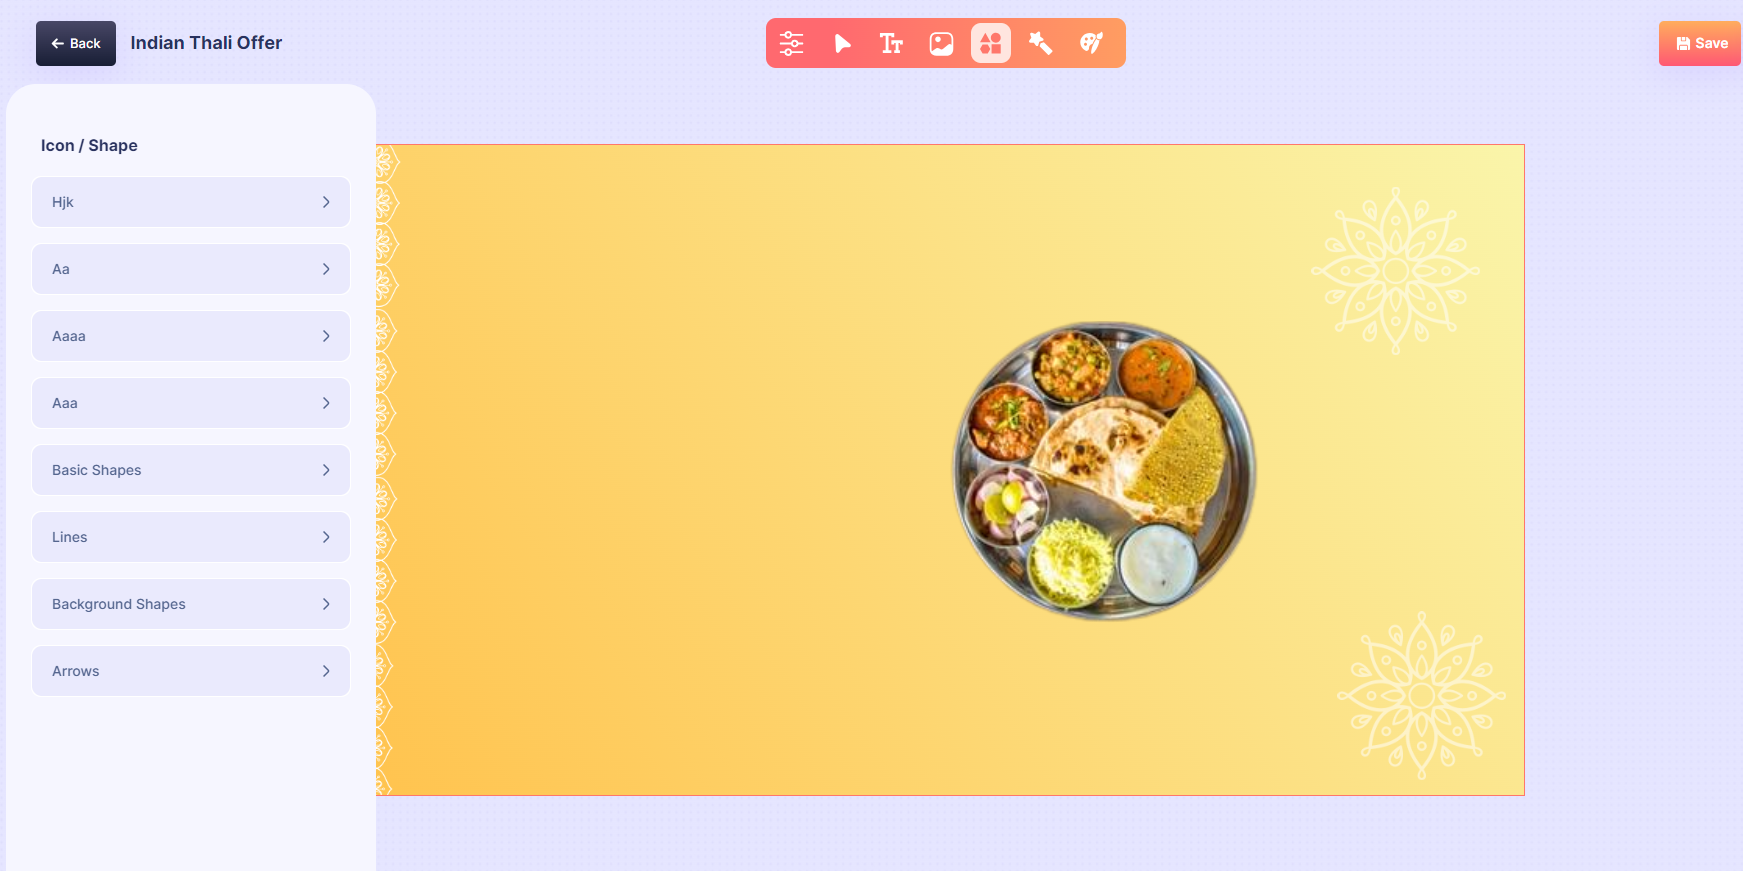 Back
Indian Thali Offer
Save
Icon / Shape
Hjk
Aa
Aaaa
Aaa
Basic Shapes
Lines
Background Shapes
Arrows